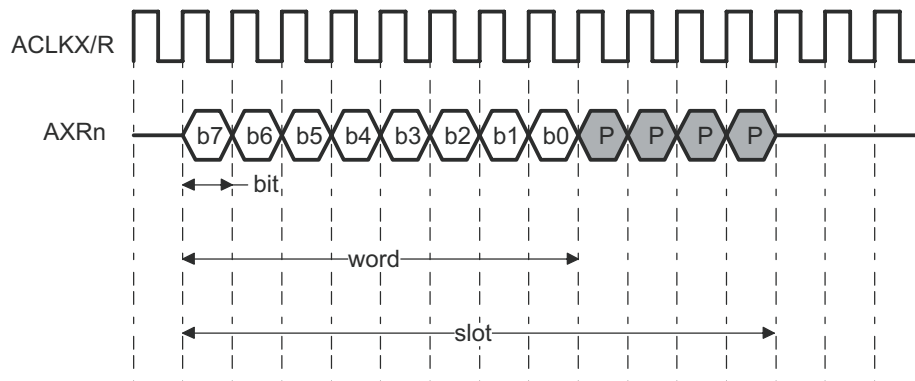 ACLKX/R
AXRn
b7 b6 b5 b4 b3 b2 b1 b0 P P P P
bit
word
slot